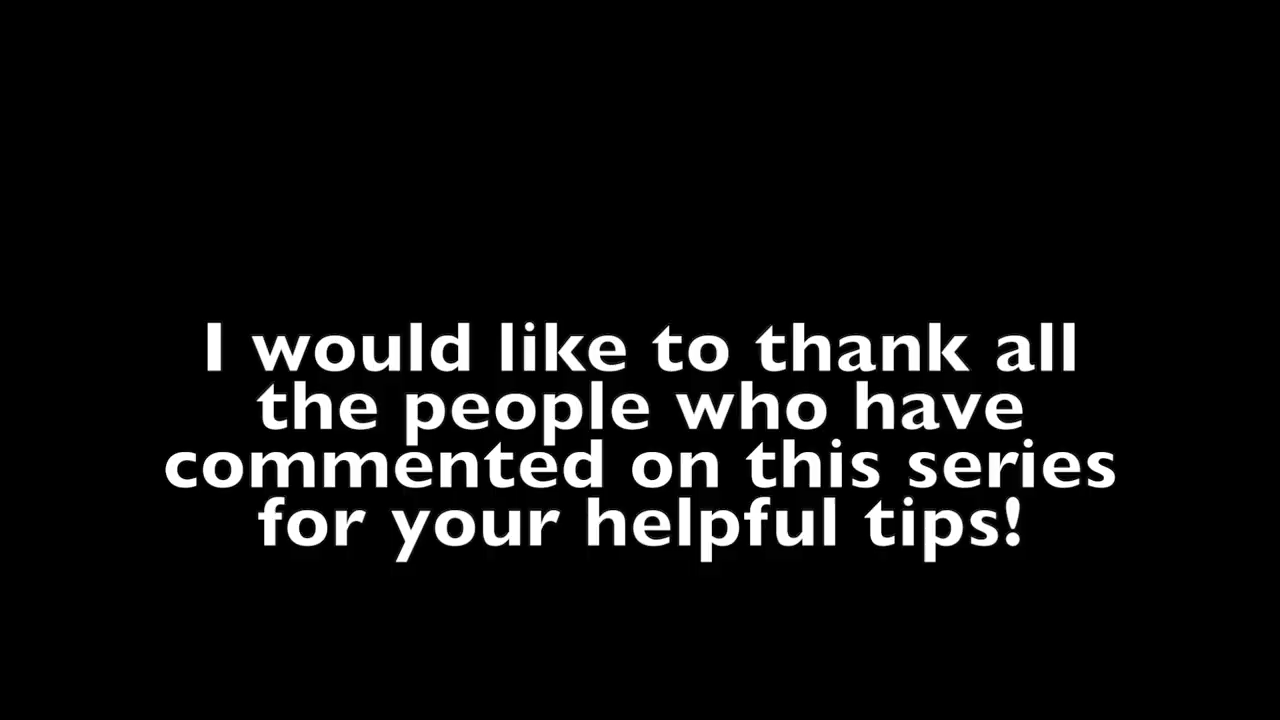 I would like to thank all
the people who have
commented on this series
for your helpful tips!